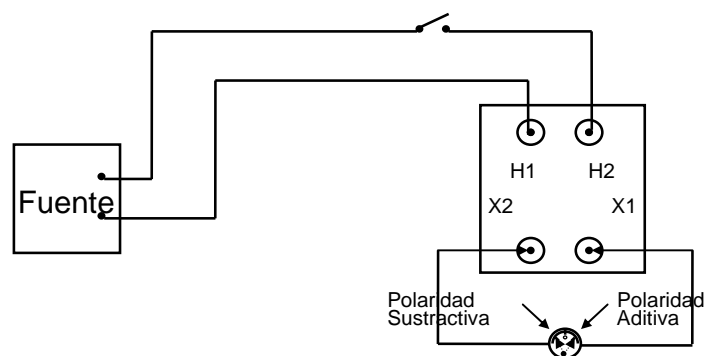 H1 H2
Fuente
X2 X1
Polaridad
Sustractiva
Polaridad
Aditiva